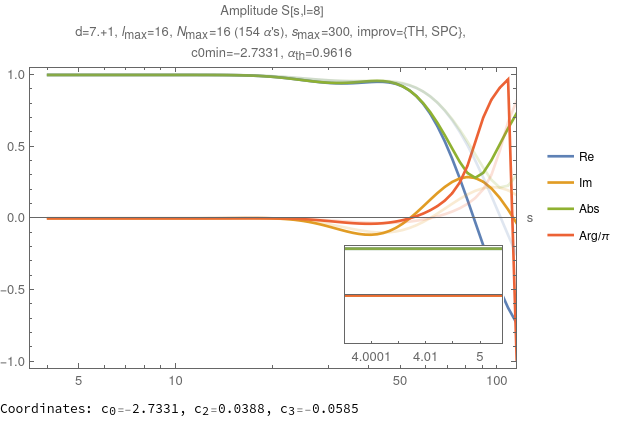 Amplitude S[s,l=8]
d=7.+1, lmax=16, Nmax=16 (154 α's), smax=300, improv={TH, SPC},
c0min=−2.7331, αth=0.9616
1.0
0.5
0.0
−0.5
−1.0
s
Re
Im
Abs
Arg/π
4.0001 4.01 5
5 10 50 100
Coordinates: c0=−2.7331, c2=0.0388, c3=−0.0585